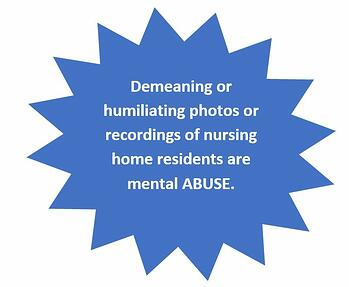 Demeaning or
humiliating photos or
recordings of nursing
home residents are
mental ABUSE.